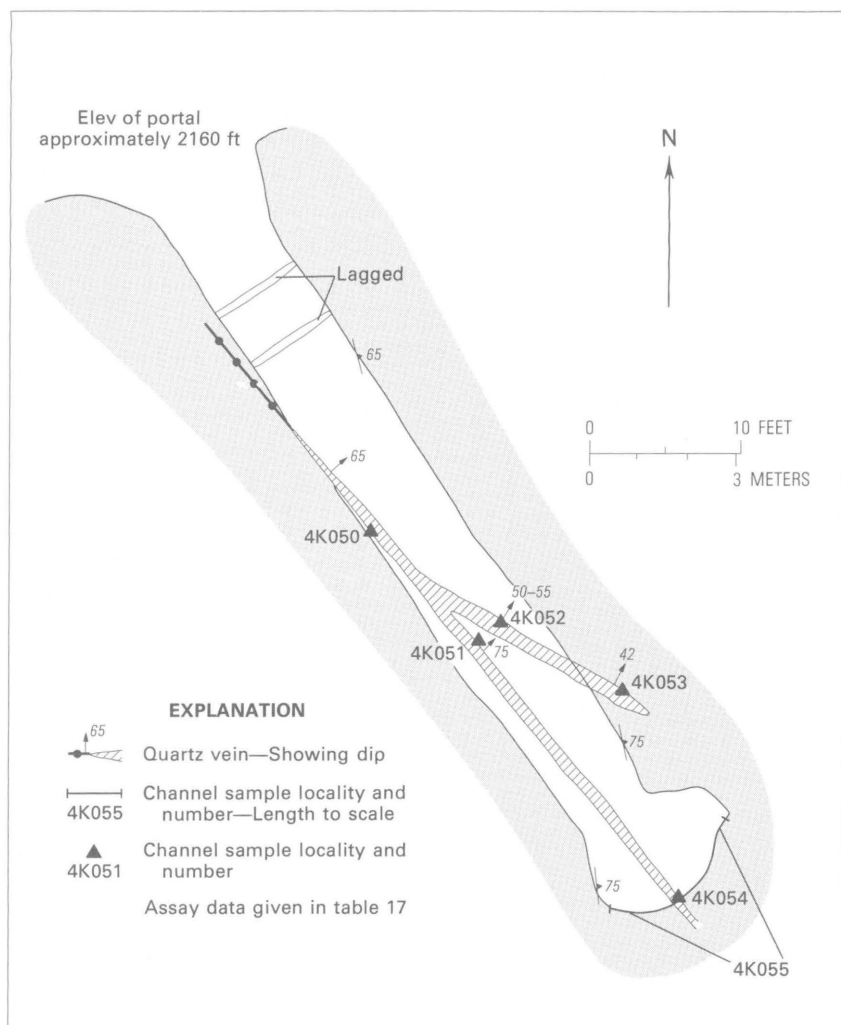 Elev of portal
approximately 2160 ft
N
Lagged
65
0 10 FEET
0 3 METERS
65
4K050
50–55
4K052
4K051
75
42
4K053
75
EXPLANATION
65
Quartz vein—Showing dip
Channel sample locality and
4K055 number—Length to scale
Channel sample locality and
4K051 number
Assay data given in table 17
75
4K054
4K055